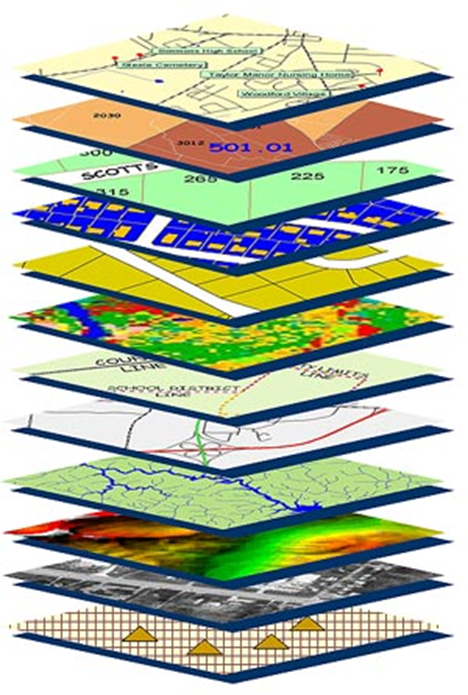 Simmons High School
Steele Cemetery
Taylor Manor Nursing Home
Woodford Village
2030
3012
501.01
300
SCOTTS
315
265
225
175
LINE
SCHOOL DISTRICT
LINE
LINE